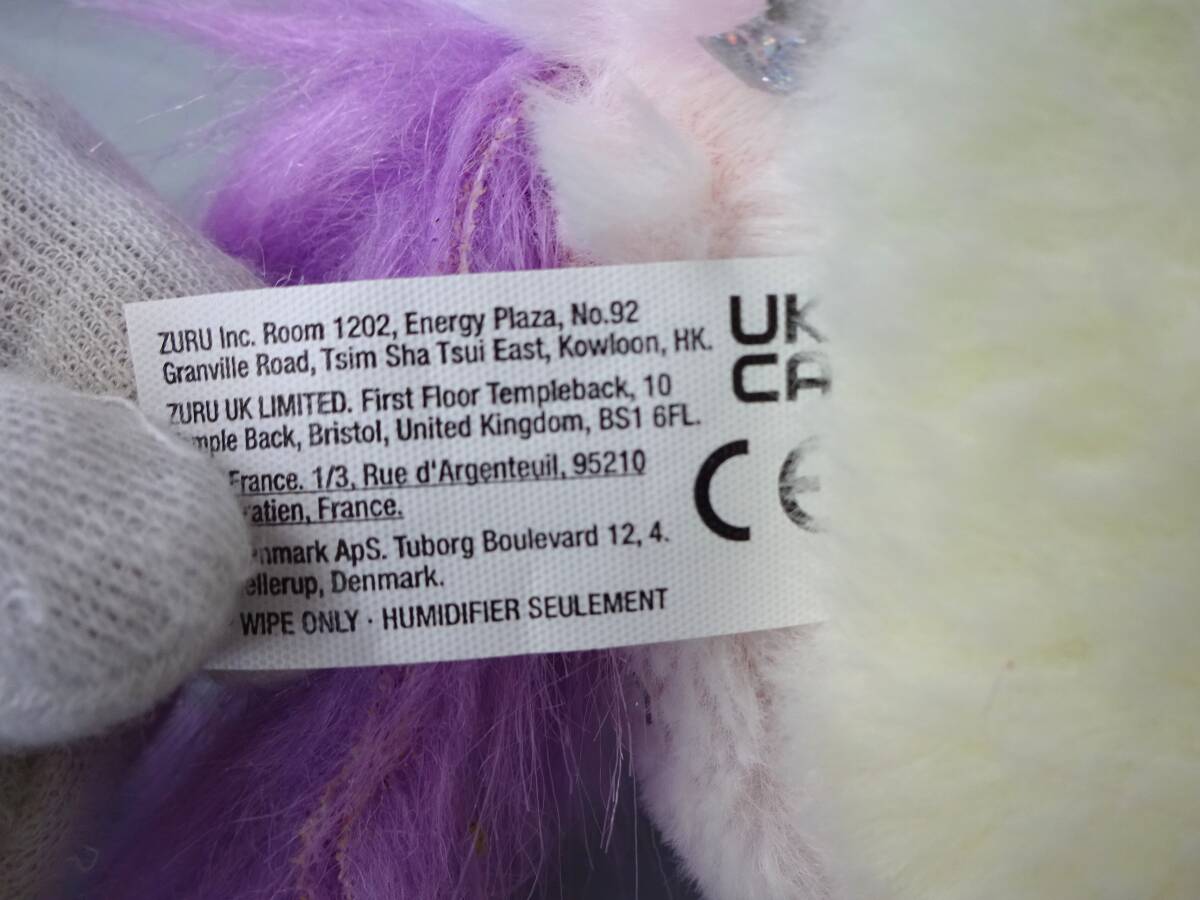 ZURU Inc. Room 1202, Energy Plaza, No.92
Granville Road, Tsim Sha Tsui East, Kowloon, HK.
ZURU UK LIMITED. First Floor Templeback, 10
Back, Bristol, United Kingdom, BS1 6FL.
France. 1/3, Rue d'Argenteuil, 95210
France.
ApS. Tuborg Boulevard 12, 4.
Denmark.
WIPE ONLY · HUMIDIFIER SEULEMENT
UK
CA
CE